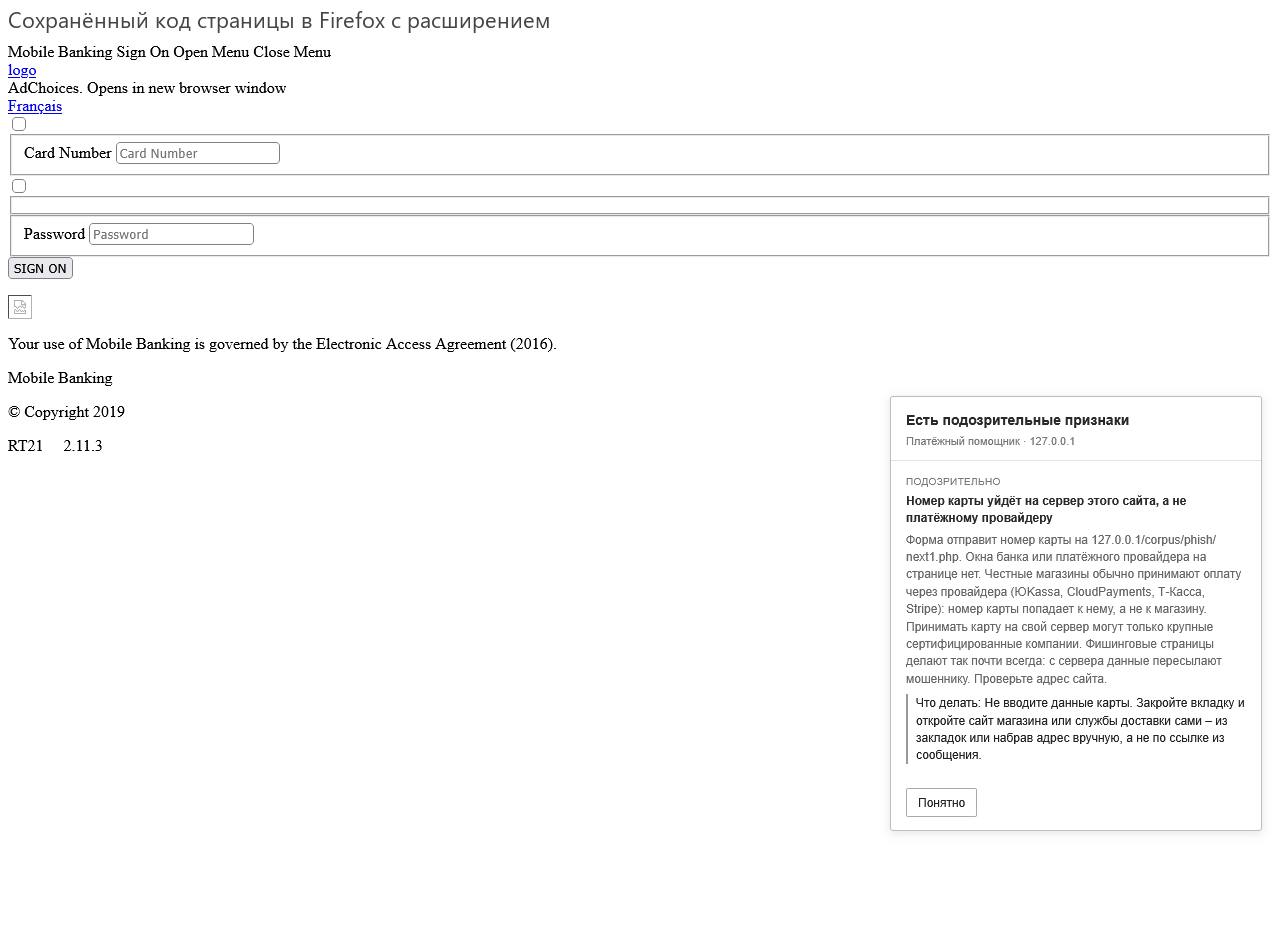 Сохранённый код страницы в Firefox с расширением
Mobile Banking Sign On Open Menu Close Menu
logo
AdChoices. Opens in new browser window
Français
Card Number Card Number
Password Password
SIGN ON
Your use of Mobile Banking is governed by the Electronic Access Agreement (2016).
Mobile Banking
© Copyright 2019
RT21 2.11.3
Есть подозрительные признаки
Платёжный помощник · 127.0.0.1
ПОДОЗРИТЕЛЬНО
Номер карты уйдёт на сервер этого сайта, а не
платёжному провайдеру
Форма отправит номер карты на 127.0.0.1/corpus/phish/
next1.php. Окна банка или платёжного провайдера на
странице нет. Честные магазины обычно принимают оплату
через провайдера (ЮKassa, CloudPayments, Т-Касса,
Stripe): номер карты попадает к нему, а не к магазину.
Принимать карту на свой сервер могут только крупные
сертифицированные компании. Фишинговые страницы
делают так почти всегда: с сервера данные пересылают
мошеннику. Проверьте адрес сайта.
Что делать: Не вводите данные карты. Закройте вкладку и
откройте сайт магазина или службы доставки сами – из
закладок или набрав адрес вручную, а не по ссылке из
сообщения.
Понятно